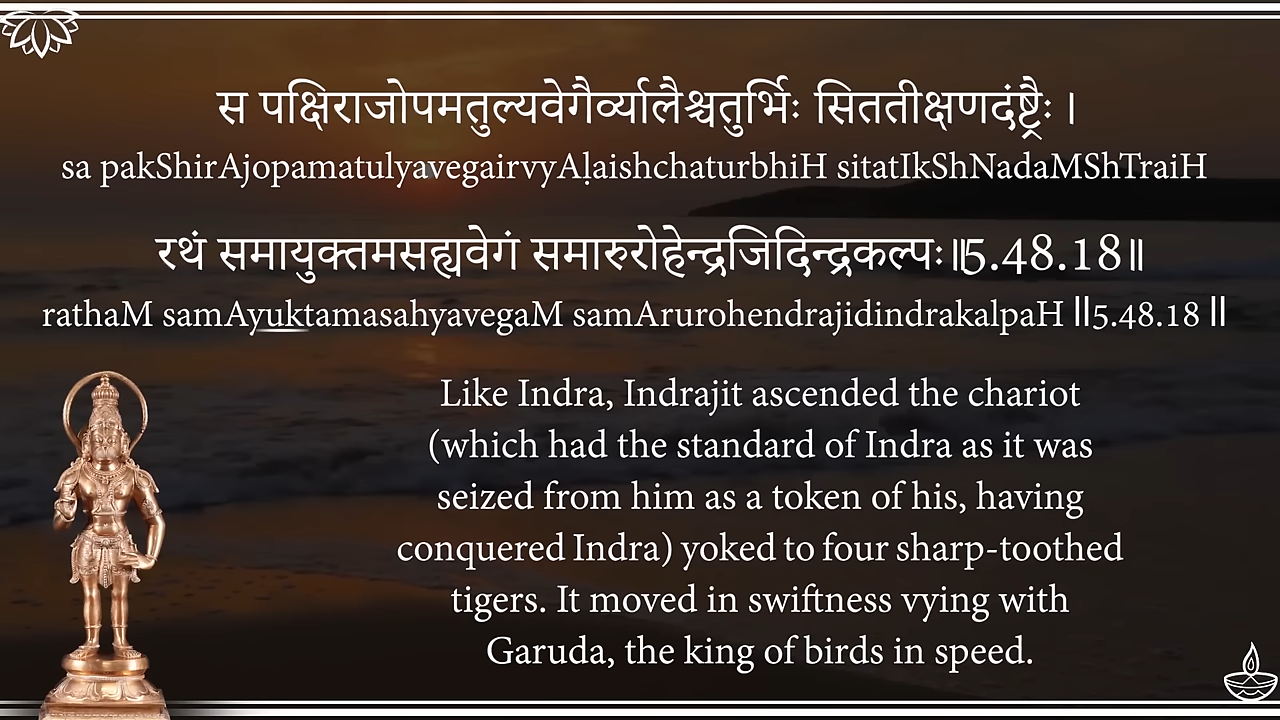 स पक्षिराजोपमतुल्यवेगैर्व्यालैश्चतुर्भिः सिततीक्षणदंष्ट्रैः ।
sa pakShirAjopamatulyavegairvyAḷaishchaturbhiH sitatIkShNadaMShTraiH
रथं समायुक्तमसह्यवेगं समारुरोहेन्द्रजिदिन्द्रकल्पः॥5.48.18॥
rathaM samAyuktamasahyavegaM samArurohendrajidindrakalpaH ||5.48.18 ||
Like Indra, Indrajit ascended the chariot
(which had the standard of Indra as it was
seized from him as a token of his, having
conquered Indra) yoked to four sharp-toothed
tigers. It moved in swiftness vying with
Garuda, the king of birds in speed.